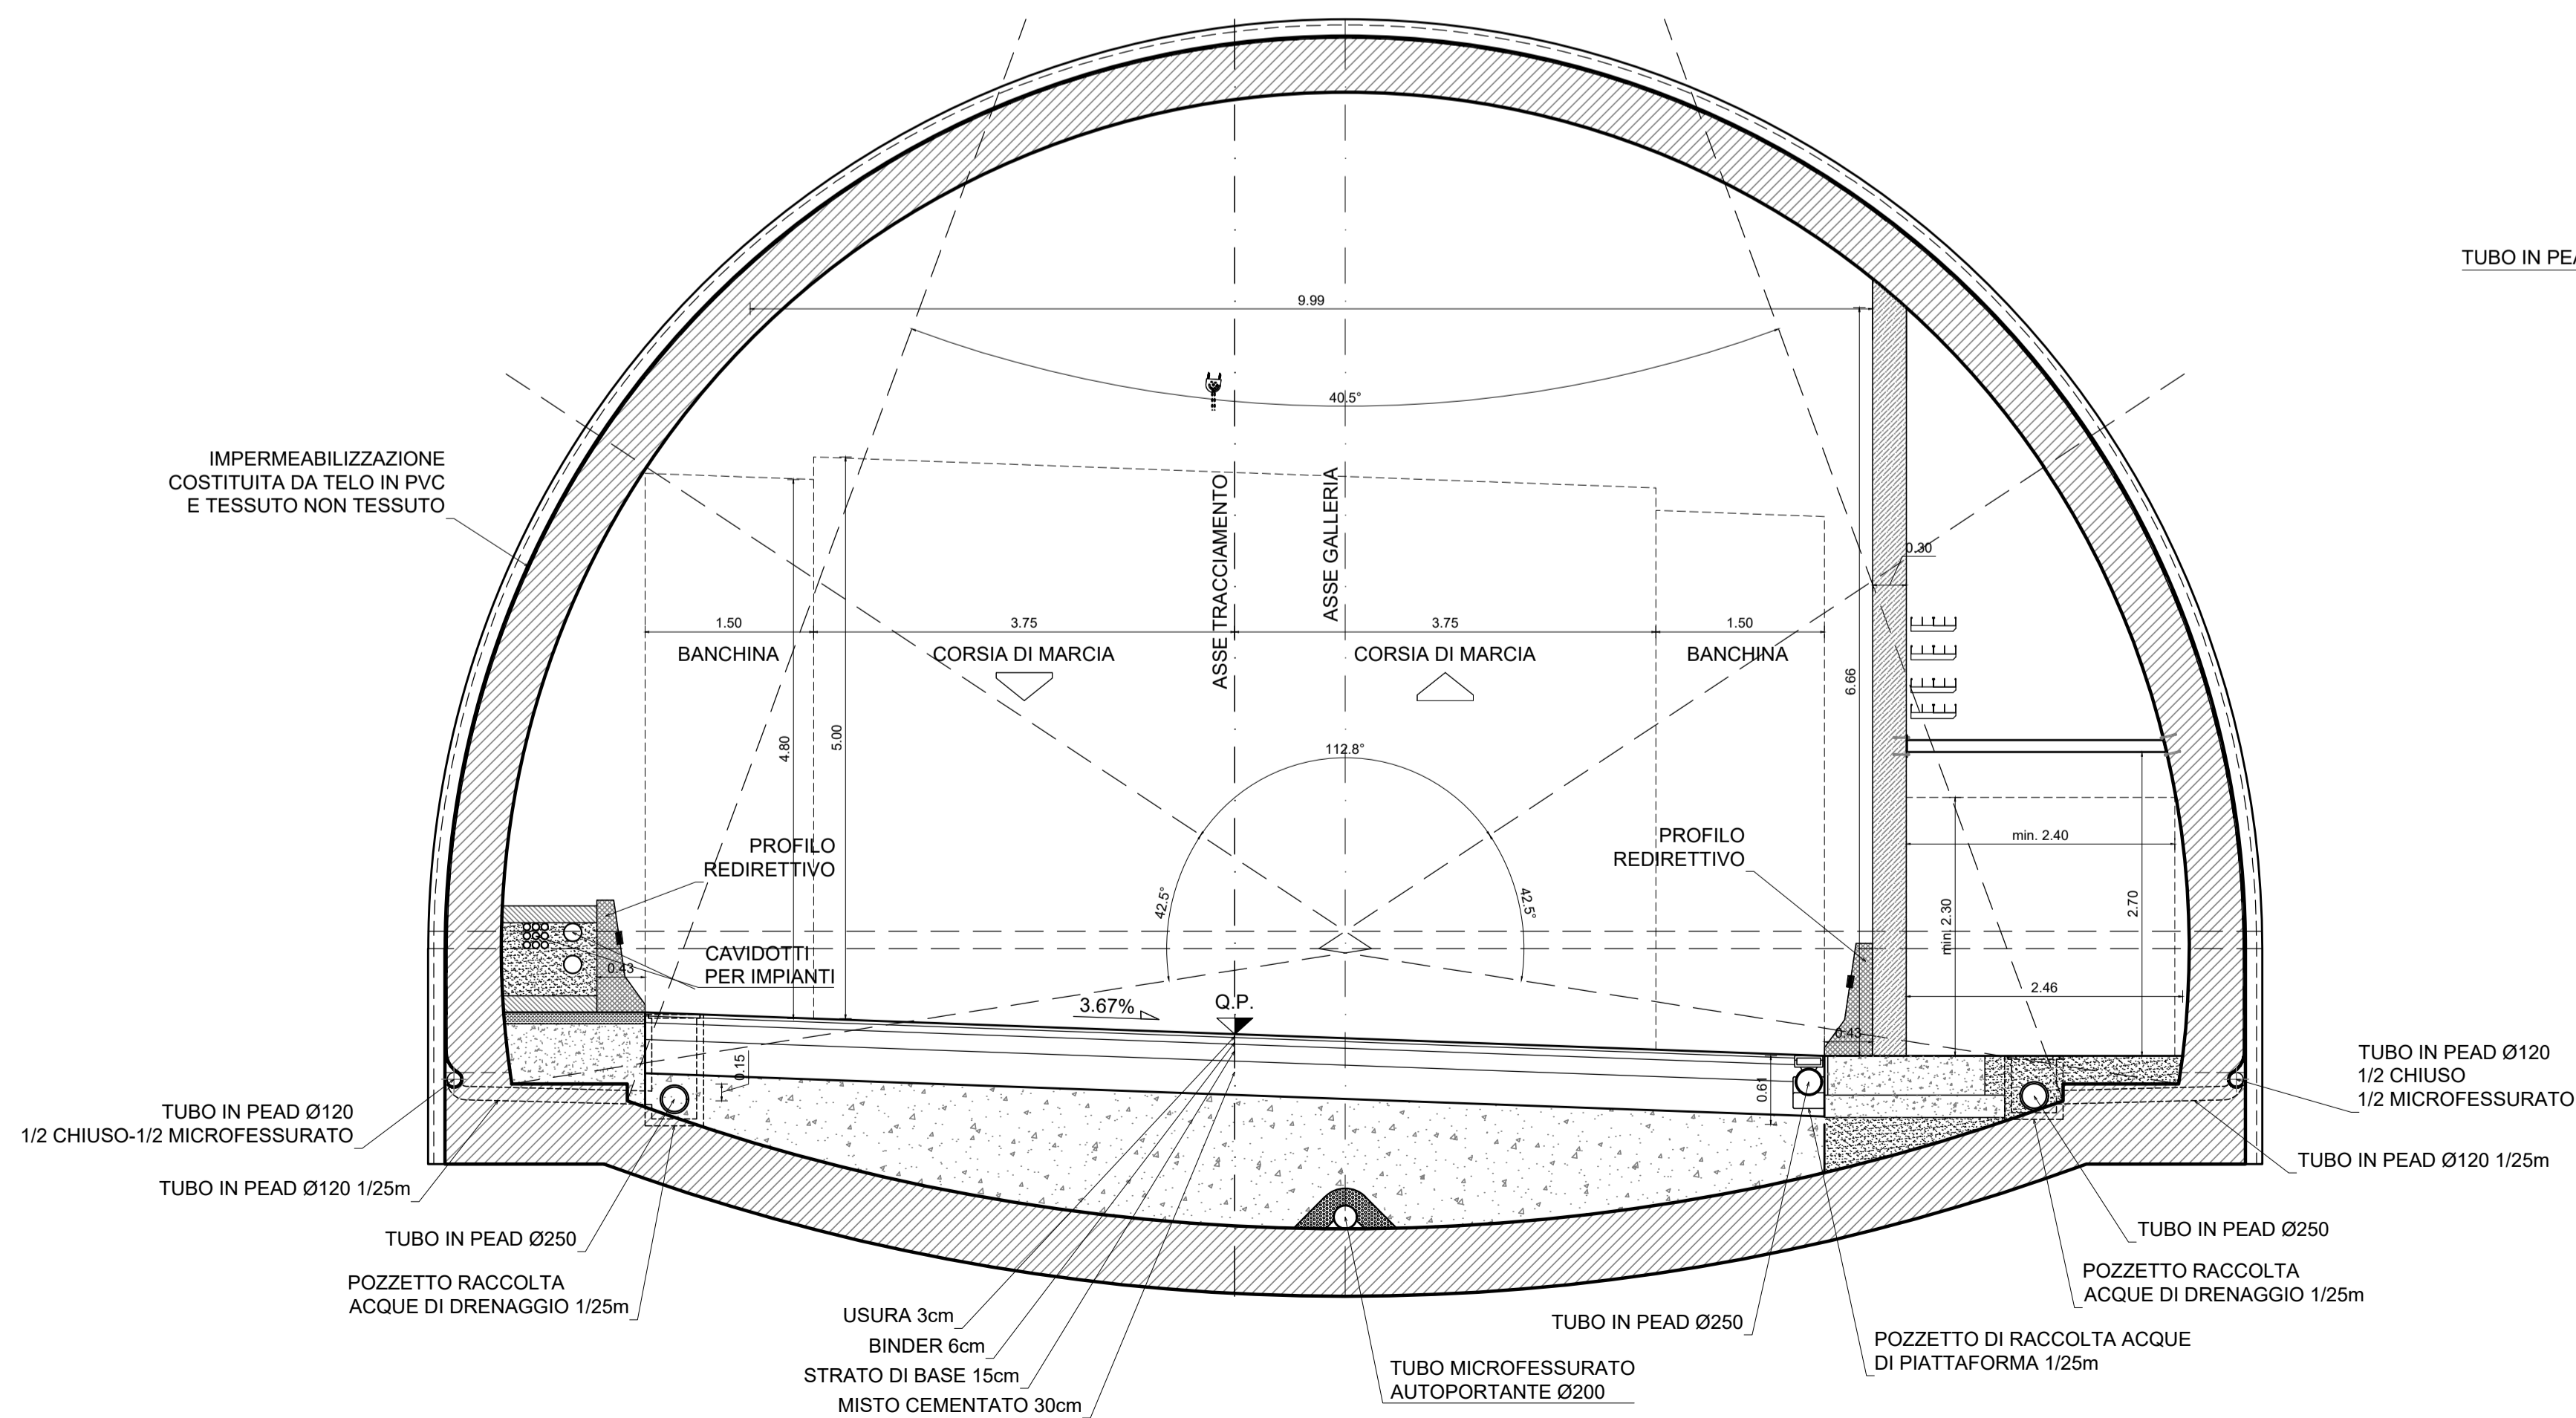 TUBO IN PEA
9.99
40.5°
IMPERMEABILIZZAZIONE
COSTITUITA DA TELO IN PVC
E TESSUTO NON TESSUTO
ASSE TRACCIAMENTO
ASSE GALLERIA
0.30
1.50
3.75
3.75
1.50
BANCHINA
CORSIA DI MARCIA
CORSIA DI MARCIA
BANCHINA
6.66
4.80
5.00
112.8°
PROFILO
REDIRETTIVO
PROFILO
REDIRETTIVO
min. 2.40
42.5°
42.5°
min. 2.30
2.70
CAVIDOTTI
PER IMPIANTI
0.43
2.46
3.67%
Q.P.
0.43
0.15
0.61
TUBO IN PEAD Ø120
1/2 CHIUSO
1/2 MICROFESSURATO
TUBO IN PEAD Ø120
1/2 CHIUSO-1/2 MICROFESSURATO
TUBO IN PEAD Ø120 1/25m
TUBO IN PEAD Ø120 1/25m
TUBO IN PEAD Ø250
TUBO IN PEAD Ø250
POZZETTO RACCOLTA
ACQUE DI DRENAGGIO 1/25m
POZZETTO RACCOLTA
ACQUE DI DRENAGGIO 1/25m
USURA 3cm
BINDER 6cm
STRATO DI BASE 15cm
MISTO CEMENTATO 30cm
TUBO IN PEAD Ø250
TUBO MICROFESSURATO
AUTOPORTANTE Ø200
POZZETTO DI RACCOLTA ACQUE
DI PIATTAFORMA 1/25m